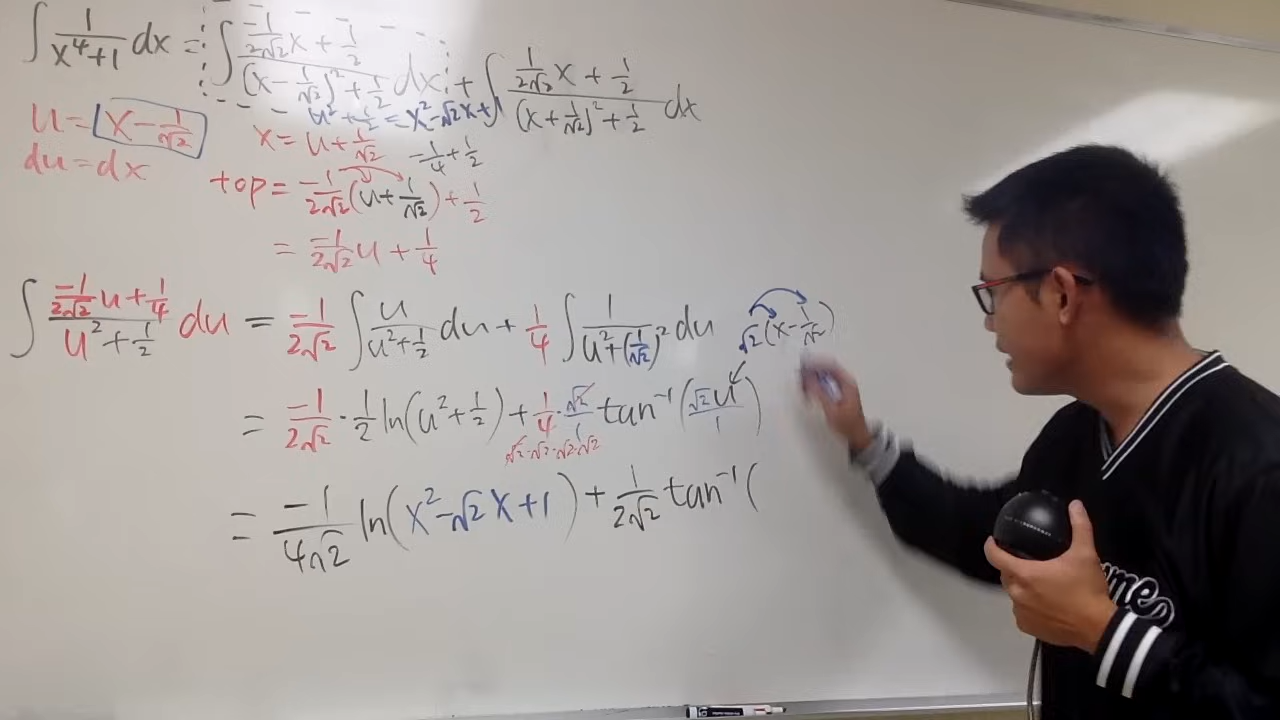 ∫ 1/(x⁴+1) dx = ∫ (-1/(2√2) x + 1/2)/((x - 1/√2)² + 1/2) dx + ∫ (1/(2√2) x + 1/2)/((x + 1/√2)² + 1/2) dx
u = x - 1/√2
u² + 1/2 = x² - √2x + 1
du = dx
x = u + 1/√2
-1/4 + 1/2
top = -1/(2√2) (u + 1/√2) + 1/2
= -1/(2√2) u + 1/4
∫ (-1/(2√2) u + 1/4)/(u² + 1/2) du = -1/(2√2) ∫ u/(u² + 1/2) du + 1/4 ∫ 1/(u² + (1/√2)²) du
√2(x - 1/√2)
= -1/(2√2) · 1/2 ln(u² + 1/2) + 1/4 · √2/1 tan⁻¹(√2u/1)
√2·√2·√2·√2
= -1/(4√2) ln(x² - √2x + 1) + 1/(2√2) tan⁻¹(